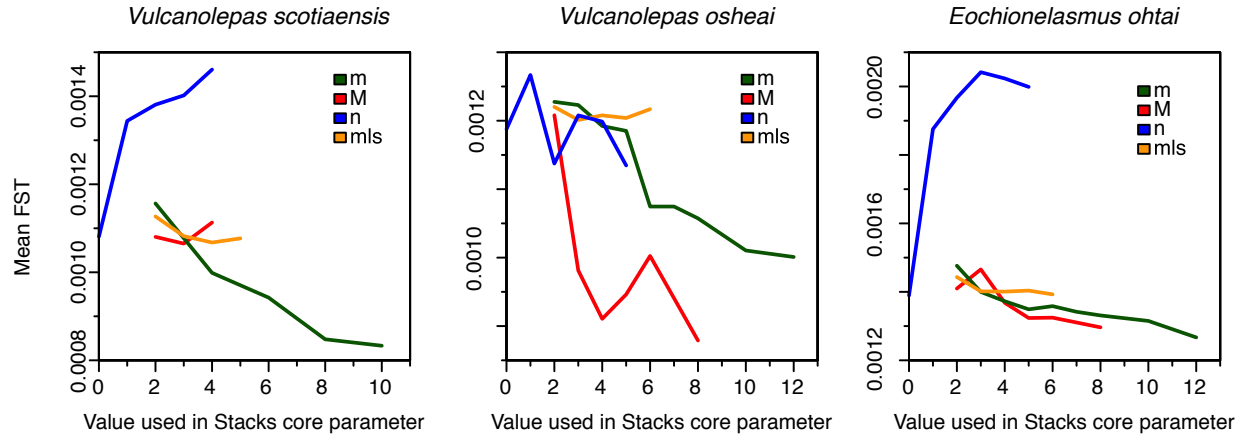 Vulcanolepas scotiaensis
Mean FST
0.0014
0.0012
0.0010
0.0008
m
M
n
mls
0 2 4 6 8 10
Value used in Stacks core parameter
Vulcanolepas osheai
0.0012
0.0010
m
M
n
mls
0 2 4 6 8 10 12
Value used in Stacks core parameter
Eochionelasmus ohtai
0.0020
0.0016
0.0012
m
M
n
mls
0 2 4 6 8 10 12
Value used in Stacks core parameter